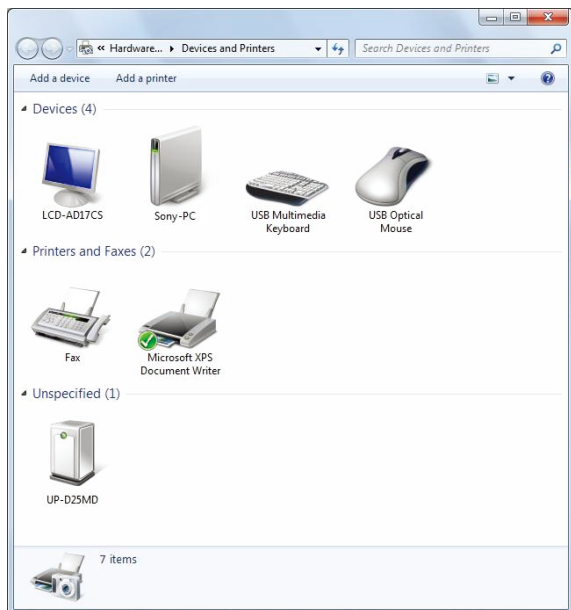 « Hardware... ▸ Devices and Printers
Search Devices and Printers
Add a device Add a printer
Devices (4)
LCD-AD17CS
Sony-PC
USB Multimedia
Keyboard
USB Optical
Mouse
Printers and Faxes (2)
Fax
Microsoft XPS
Document Writer
Unspecified (1)
UP-D25MD
7 items